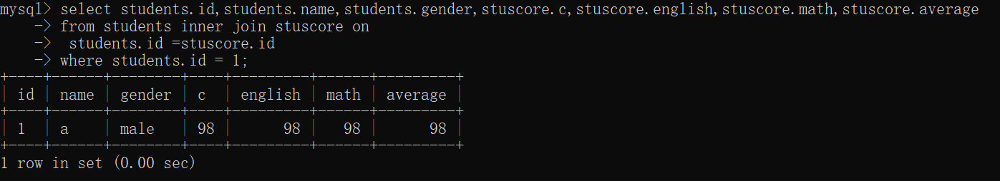 mysql> select students.id,students.name,students.gender,stuscore.c,stuscore.english,stuscore.math,stuscore.average
    -> from students inner join stuscore on
    ->  students.id =stuscore.id
    -> where students.id = 1;
+----+------+--------+----+---------+------+---------+
| id | name | gender | c  | english | math | average |
+----+------+--------+----+---------+------+---------+
| 1  | a    | male   | 98 |      98 |   98 |      98 |
+----+------+--------+----+---------+------+---------+
1 row in set (0.00 sec)